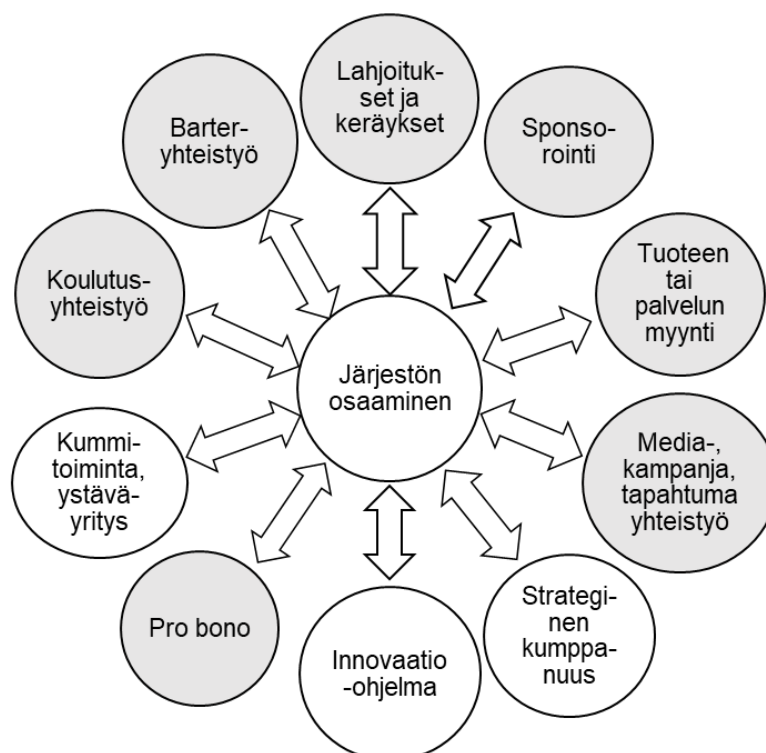 Lahjoituk-
set ja
keräykset
Sponso-
rointi
Tuoteen
tai
palvelun
myynti
Media-,
kampanja,
tapahtuma
yhteistyö
Strategi-
nen
kumppa-
nuus
Innovaatio
-ohjelma
Pro bono
Kummi-
toiminta,
ystävä-
yritys
Koulutus-
yhteistyö
Barter-
yhteistyö
Järjestön
osaaminen